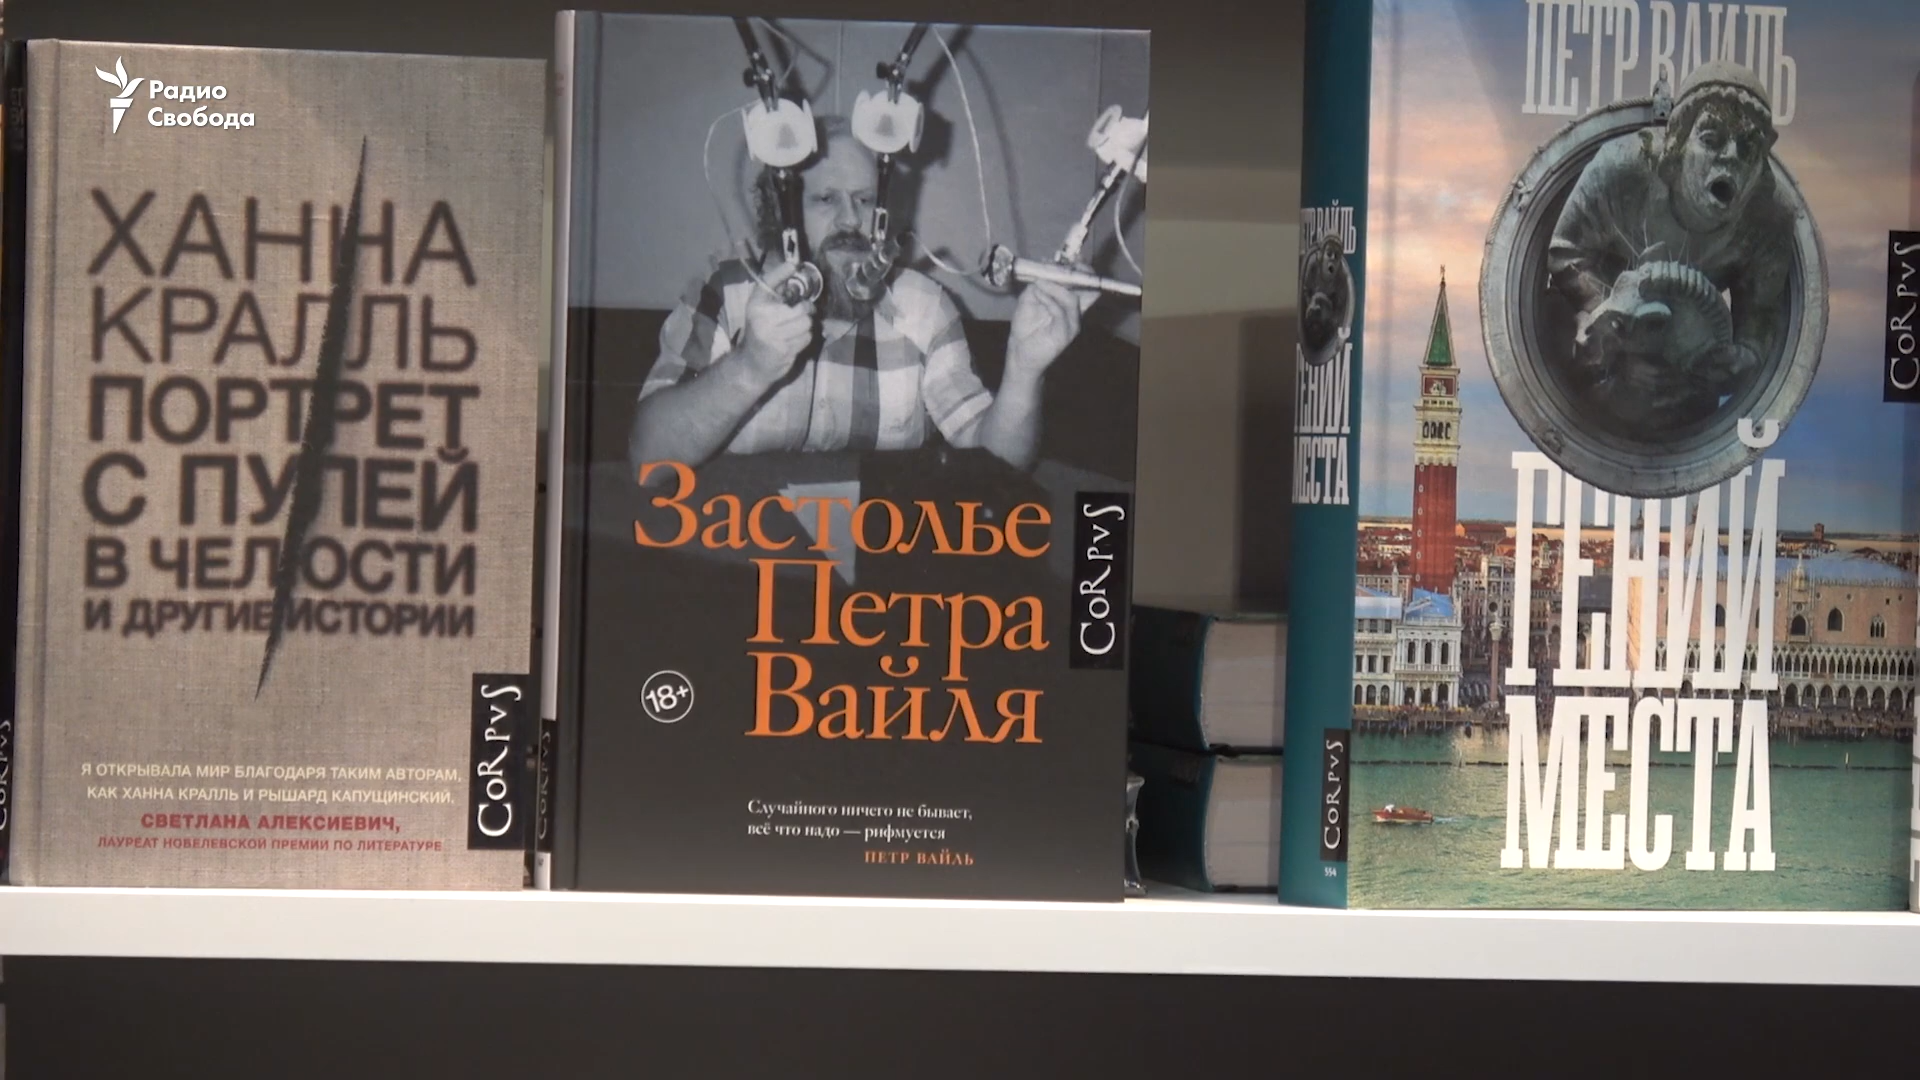 Радио
Свобода
ХАННА
КРАЛЛЬ
ПОРТРЕТ
С ПУЛЕЙ
В ЧЕЛЮСТИ
И ДРУГИЕ ИСТОРИИ
Я ОТКРЫВАЛА МИР БЛАГОДАРЯ ТАКИМ АВТОРАМ,
КАК ХАННА КРАЛЛЬ И РЫШАРД КАПУЩИНСКИЙ.
СВЕТЛАНА АЛЕКСИЕВИЧ,
ЛАУРЕАТ НОБЕЛЕВСКОЙ ПРЕМИИ ПО ЛИТЕРАТУРЕ
CORPVS
CORPVS
Застолье
Петра
Вайля
18+
CORPVS
Случайного ничего не бывает,
всё что надо — рифмуется
ПЕТР ВАЙЛЬ
ПЕТР ВАЙЛЬ
ГЕНИЙ
МЕСТА
CORPVS
554
ПЕТР ВАЙЛЬ
ГЕНИЙ
МЕСТА
CORPVS